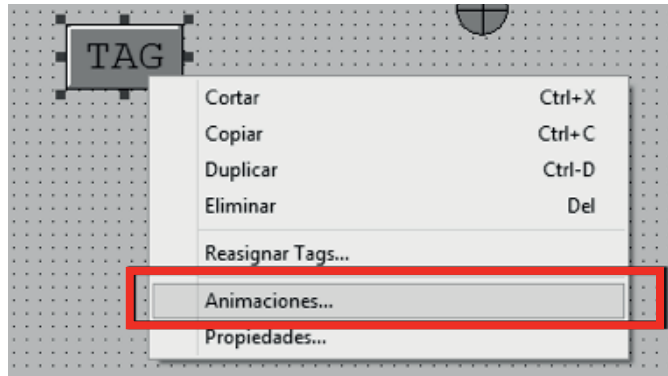 TAG
Cortar Ctrl+X
Copiar Ctrl+C
Duplicar Ctrl-D
Eliminar Del
Reasignar Tags...
Animaciones...
Propiedades...